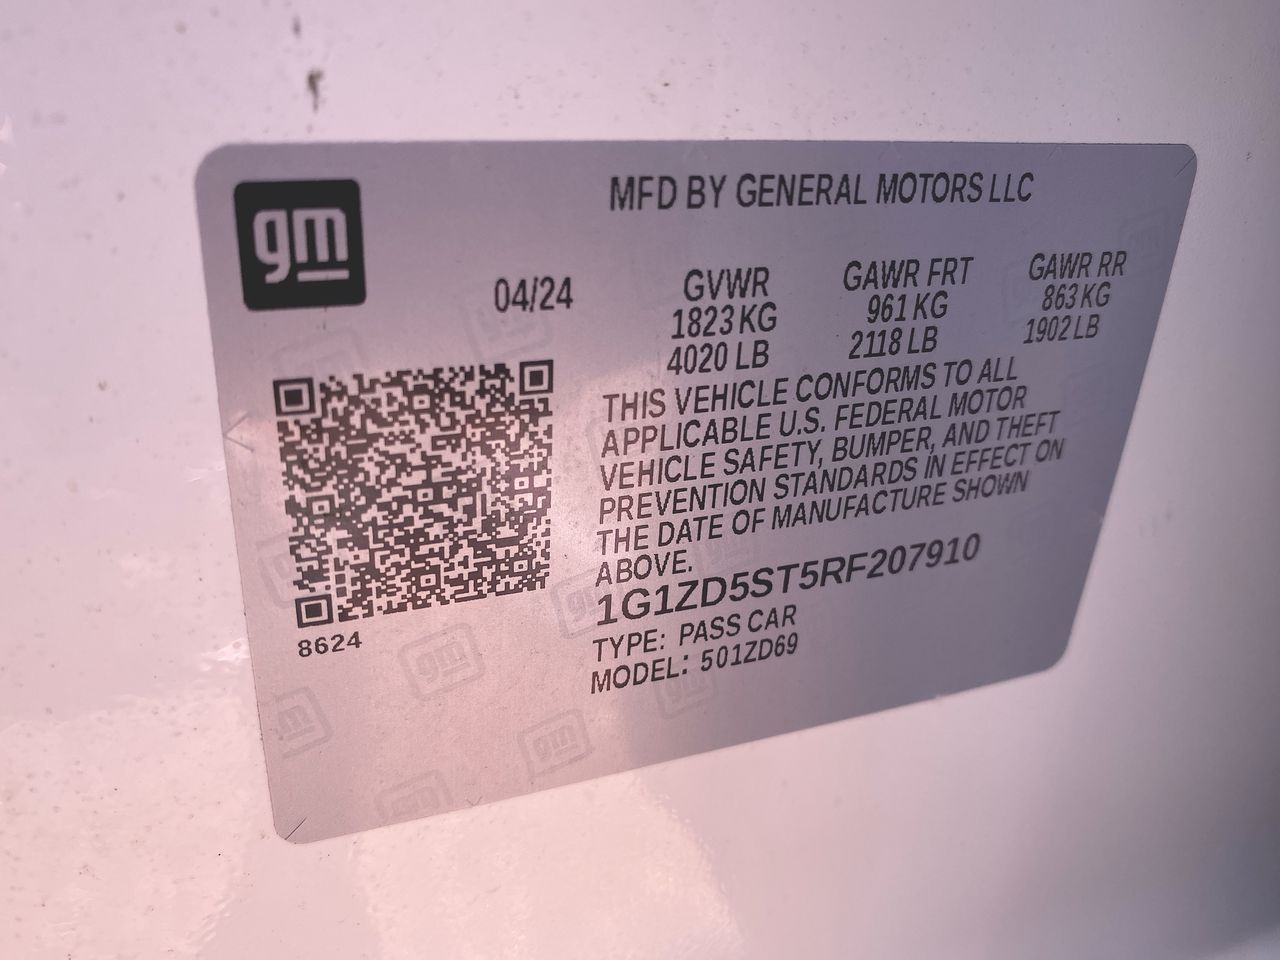 gm
MFD BY GENERAL MOTORS LLC
04/24
GVWR
1823 KG
4020 LB
GAWR FRT
961 KG
2118 LB
GAWR RR
863 KG
1902 LB
THIS VEHICLE CONFORMS TO ALL
APPLICABLE U.S. FEDERAL MOTOR
VEHICLE SAFETY, BUMPER, AND THEFT
PREVENTION STANDARDS IN EFFECT ON
THE DATE OF MANUFACTURE SHOWN
ABOVE.
1G1ZD5ST5RF207910
TYPE: PASS CAR
MODEL: 501ZD69
8624